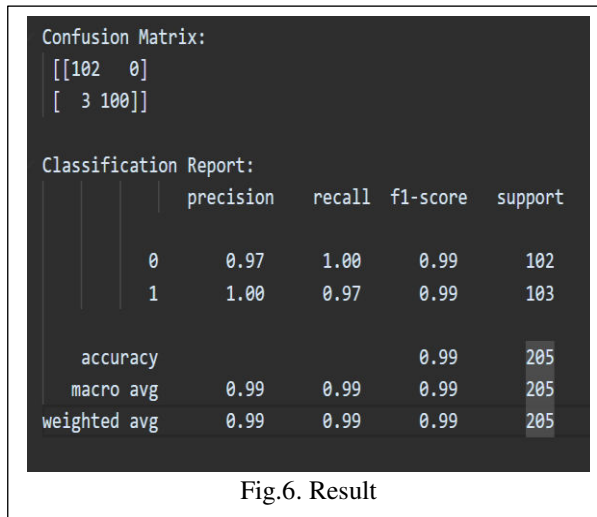 Confusion Matrix:
[[102   0]
[  3 100]]
Classification Report:
precision    recall  f1-score   support
0       0.97      1.00      0.99       102
1       1.00      0.97      0.99       103
accuracy                           0.99       205
macro avg       0.99      0.99      0.99       205
weighted avg       0.99      0.99      0.99       205
Fig.6. Result